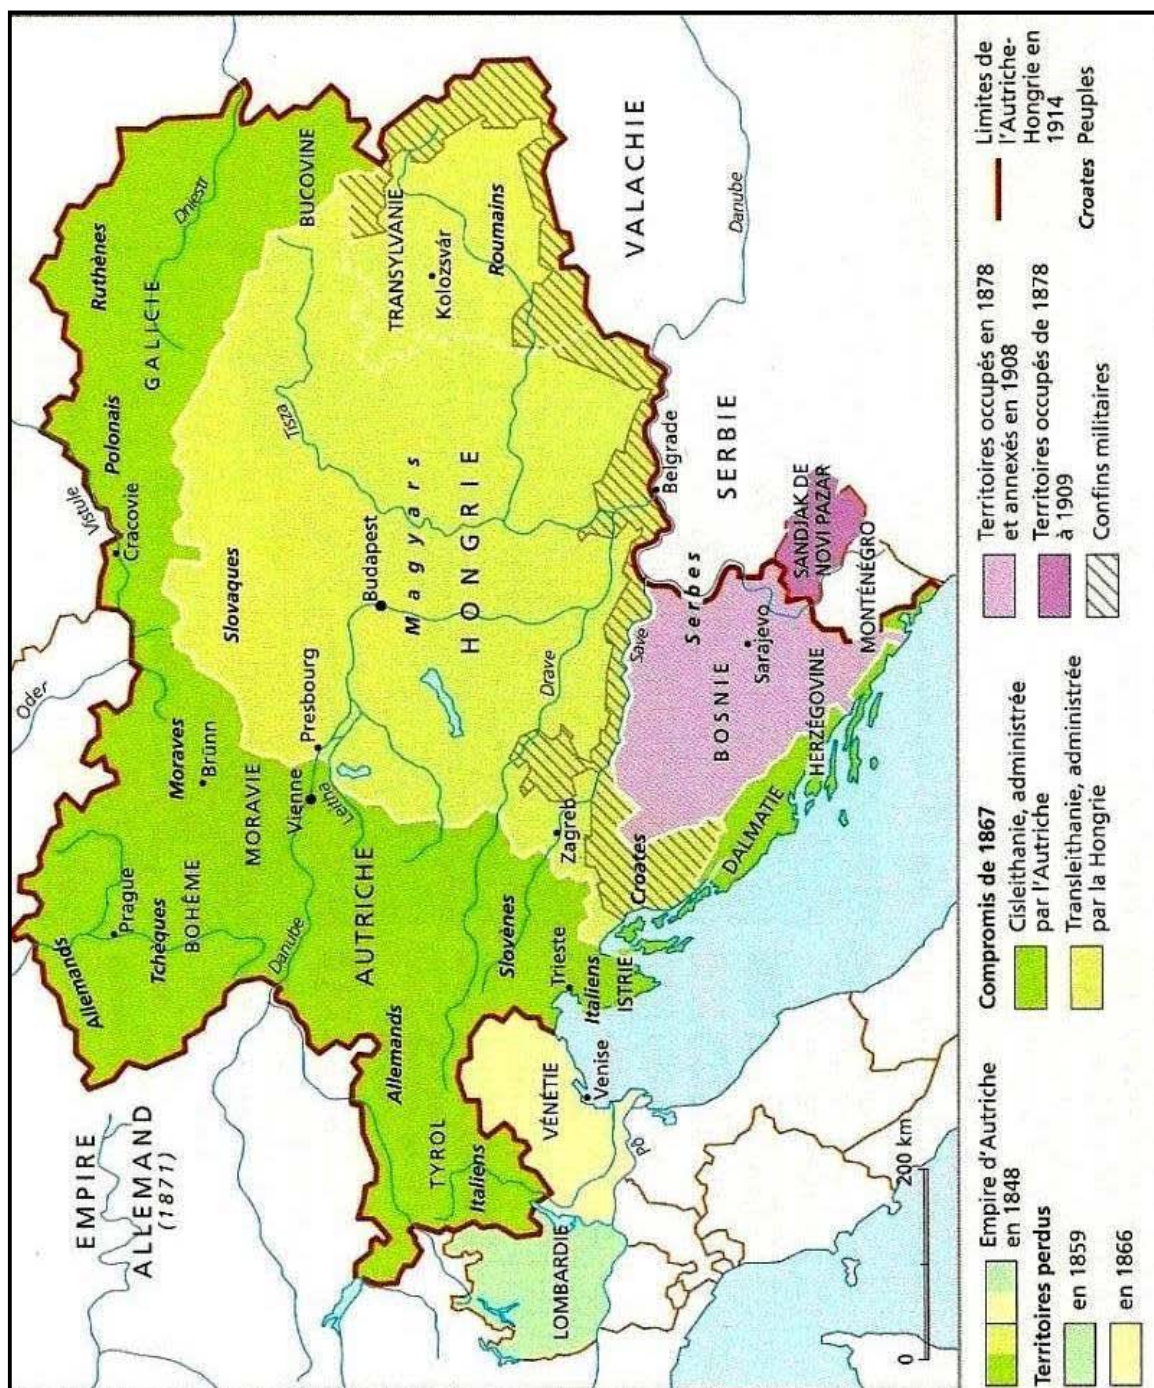 EMPIRE
ALLEMAND
(1871)
Oder
Vistule
Allemands
Prague
Tchèques
BOHÊME
Moraves
Brünn
MORAVIE
Cracovie
Polonais
Ruthènes
GALICIE
Dniestr
BUCOVINE
Danube
Vienne
Leitha
Presbourg
Slovaques
Budapest
Tisza
AUTRICHE
Allemands
TYROL
Italiens
Magyars
HONGRIE
TRANSYLVANIE
Kolozsvár
Roumains
Slovènes
Drave
Zagreb
Trieste
Italiens
ISTRIE
VÉNÉTIE
Venise
LOMBARDIE
Pô
Croates
Save
Belgrade
VALACHIE
Danube
SERBIE
Serbes
BOSNIE
Sarajevo
HERZÉGOVINE
DALMATIE
SANDJAK DE
NOVI PAZAR
MONTÉNÉGRO
0 200 km
Empire d'Autriche
en 1848
Territoires perdus
en 1859
en 1866
Compromis de 1867
Cisleithanie, administrée
par l'Autriche
Transleithanie, administrée
par la Hongrie
Territoires occupés en 1878
et annexés en 1908
Territoires occupés de 1878
à 1909
Confins militaires
Limites de
l'Autriche-
Hongrie en
1914
Croates Peuples